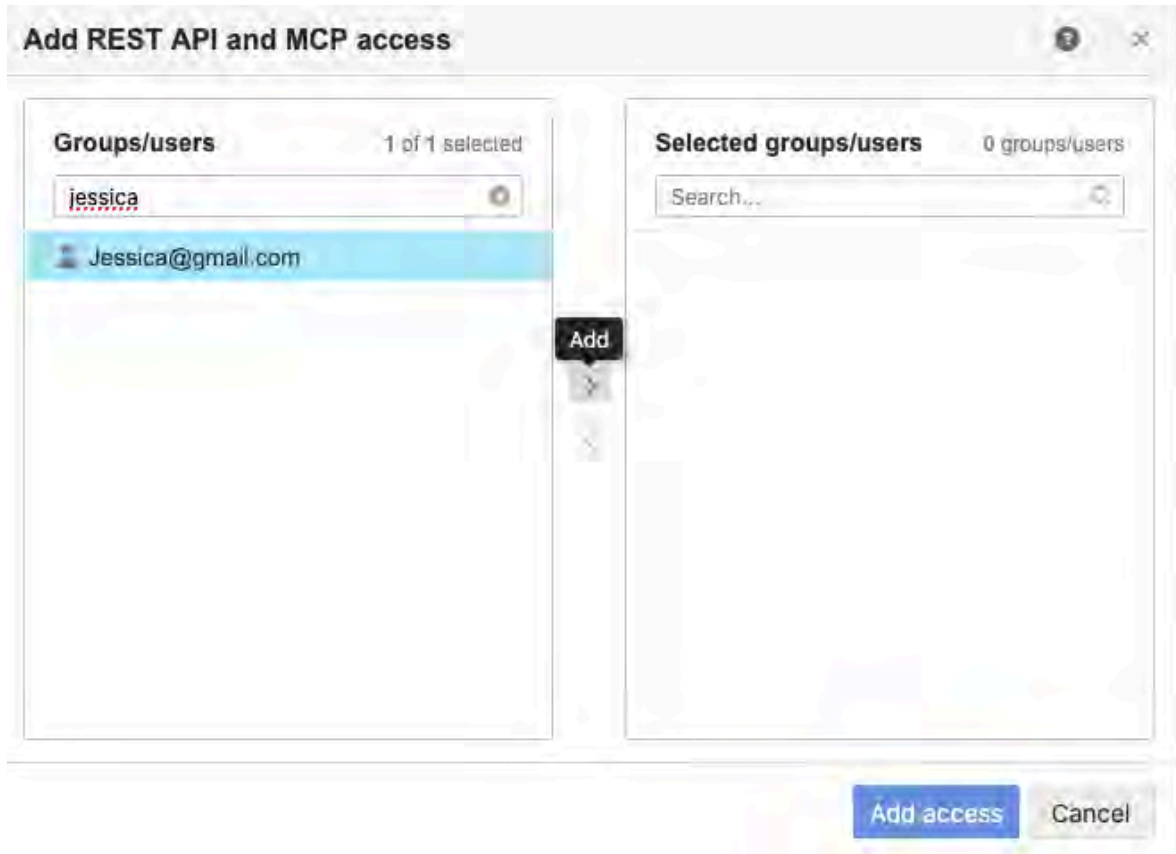 Add REST API and MCP access
Groups/users 1 of 1 selected
jessica
Jessica@gmail.com
Add
Selected groups/users 0 groups/users
Search...
Add access Cancel